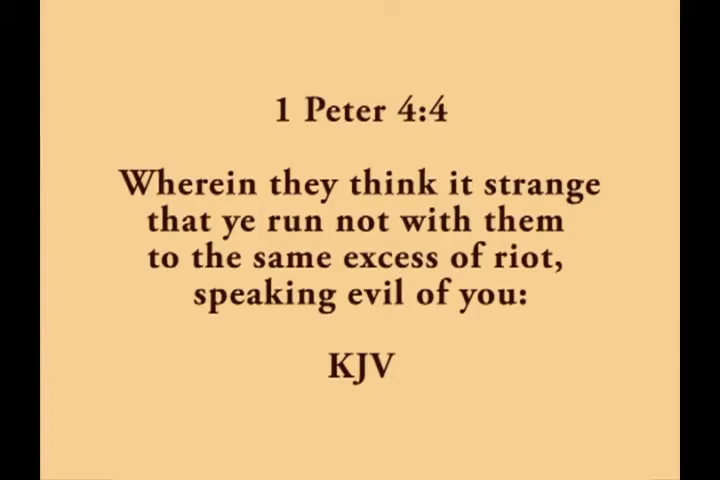 1 Peter 4:4
Wherein they think it strange
that ye run not with them
to the same excess of riot,
speaking evil of you:
KJV